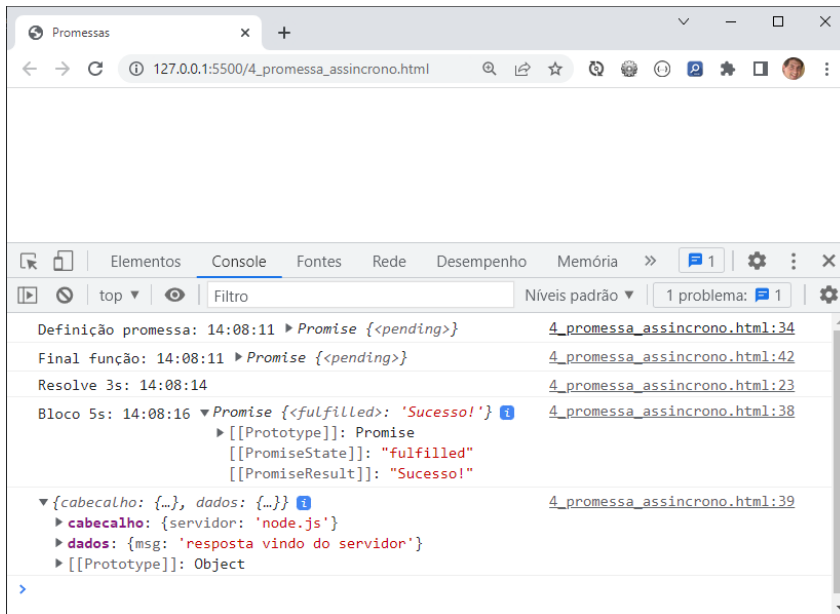 Promessas
127.0.0.1:5500/4_promessa_assincrono.html
Elementos Console Fontes Rede Desempenho Memória » 1
top ▼ Filtro Níveis padrão ▼ 1 problema: 1
Definição promessa: 14:08:11 ▶Promise {<pending>} 4_promessa_assincrono.html:34
Final função: 14:08:11 ▶Promise {<pending>} 4_promessa_assincrono.html:42
Resolve 3s: 14:08:14 4_promessa_assincrono.html:23
Bloco 5s: 14:08:16 ▼Promise {<fulfilled>: 'Sucesso!'} i 4_promessa_assincrono.html:38
▶[[Prototype]]: Promise
[[PromiseState]]: "fulfilled"
[[PromiseResult]]: "Sucesso!"
▼{cabecalho: {…}, dados: {…}} i 4_promessa_assincrono.html:39
▶cabecalho: {servidor: 'node.js'}
▶dados: {msg: 'resposta vindo do servidor'}
▶[[Prototype]]: Object